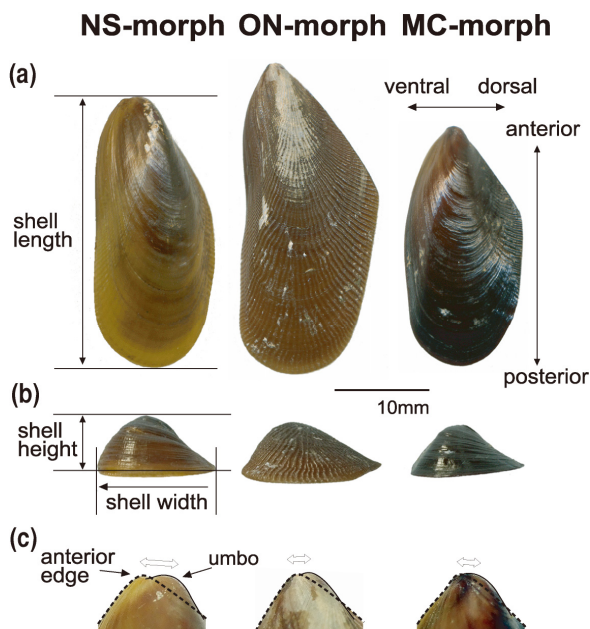 NS-morph ON-morph MC-morph
(a)
ventral dorsal
anterior
shell
length
posterior
10mm
(b)
shell
height
shell width
(c)
anterior
edge
umbo